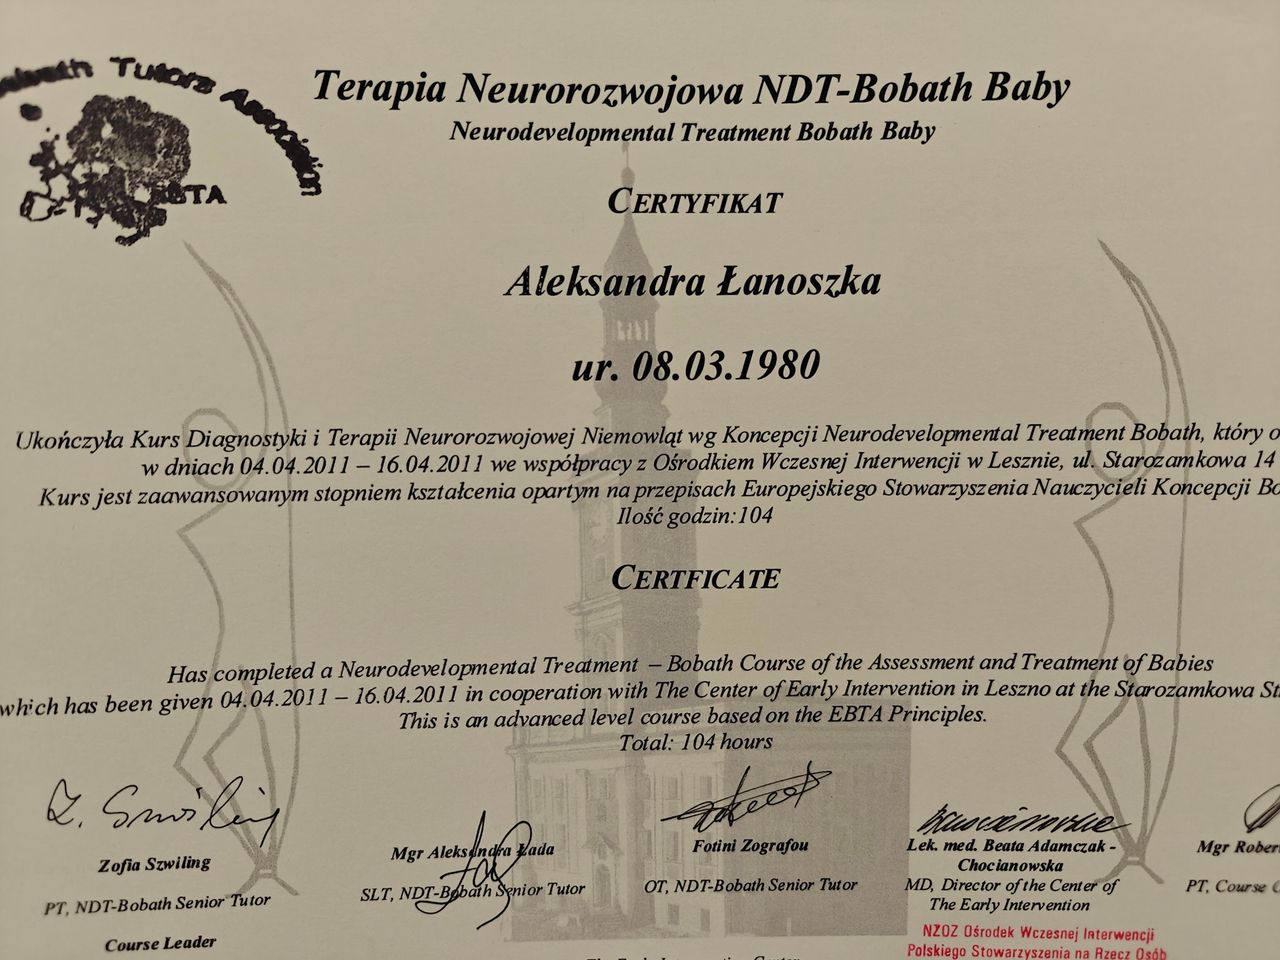 Tutors Association
EBTA
Terapia Neurorozwojowa NDT-Bobath Baby
Neurodevelopmental Treatment Bobath Baby
CERTYFIKAT
Aleksandra Łanoszka
ur. 08.03.1980
Ukończyła Kurs Diagnostyki i Terapii Neurorozwojowej Niemowląt wg Koncepcji Neurodevelopmental Treatment Bobath, który
w dniach 04.04.2011 – 16.04.2011 we współpracy z Ośrodkiem Wczesnej Interwencji w Lesznie, ul. Starozamkowa 14
Kurs jest zaawansowanym stopniem kształcenia opartym na przepisach Europejskiego Stowarzyszenia Nauczycieli Koncepcji
Ilość godzin:104
CERTFICATE
Has completed a Neurodevelopmental Treatment – Bobath Course of the Assessment and Treatment of Babies
which has been given 04.04.2011 – 16.04.2011 in cooperation with The Center of Early Intervention in Leszno at the Starozamkowa
This is an advanced level course based on the EBTA Principles.
Total: 104 hours
Zofia Szwiling
PT, NDT-Bobath Senior Tutor
Course Leader
Mgr Aleksandra Łada
SLT, NDT-Bobath Senior Tutor
Fotini Zografou
OT, NDT-Bobath Senior Tutor
Lek. med. Beata Adamczak -
Chocianowska
MD, Director of the Center of
The Early Intervention
NZOZ Ośrodek Wczesnej Interwencji
Polskiego Stowarzyszenia na Rzecz Osób
Mgr Rober
PT, Course